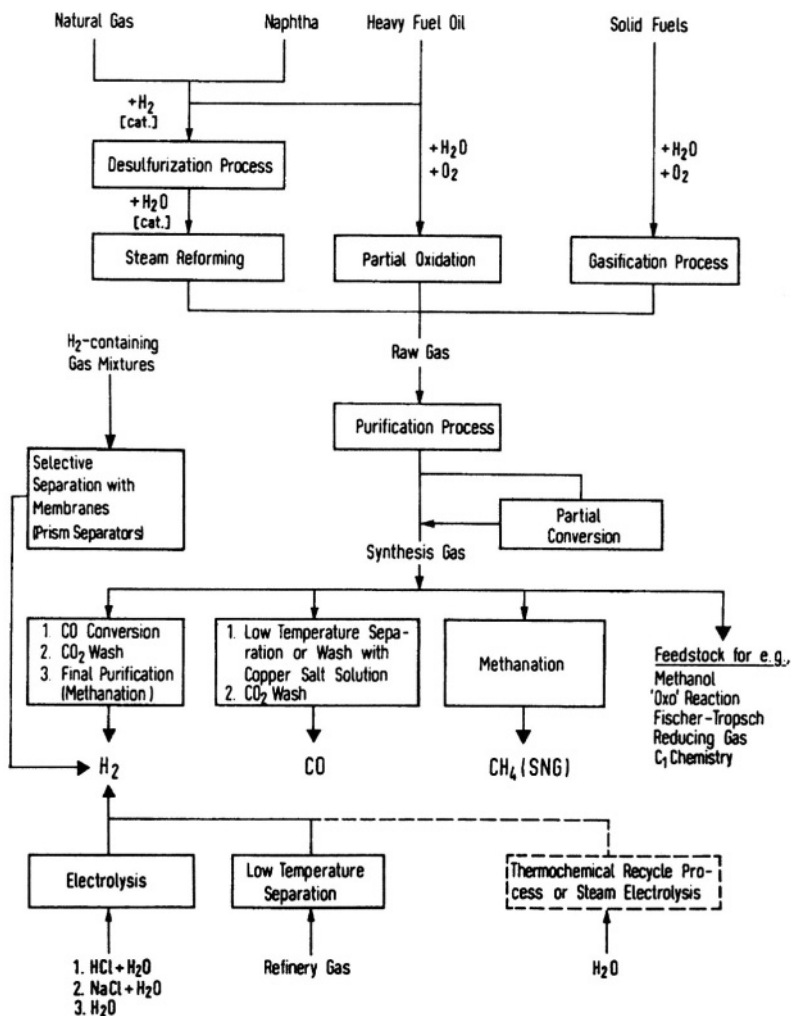 Natural Gas
Naphtha
Heavy Fuel Oil
Solid Fuels
+H₂
[cat.]
+H₂O
+O₂
+H₂O
+O₂
Desulfurization Process
+H₂O
[cat.]
Steam Reforming
Partial Oxidation
Gasification Process
H₂-containing
Gas Mixtures
Raw Gas
Purification Process
Selective
Separation with
Membranes
(Prism Separators)
Partial
Conversion
Synthesis Gas
1. CO Conversion
2. CO₂ Wash
3. Final Purification
(Methanation)
1. Low Temperature Sepa-
ration or Wash with
Copper Salt Solution
2. CO₂ Wash
Methanation
Feedstock for e.g.,
Methanol
'Oxo' Reaction
Fischer-Tropsch
Reducing Gas
C₁ Chemistry
H₂
CO
CH₄ (SNG)
Electrolysis
Low Temperature
Separation
Thermochemical Recycle Pro-
cess or Steam Electrolysis
1. HCl + H₂O
2. NaCl + H₂O
3. H₂O
Refinery Gas
H₂O